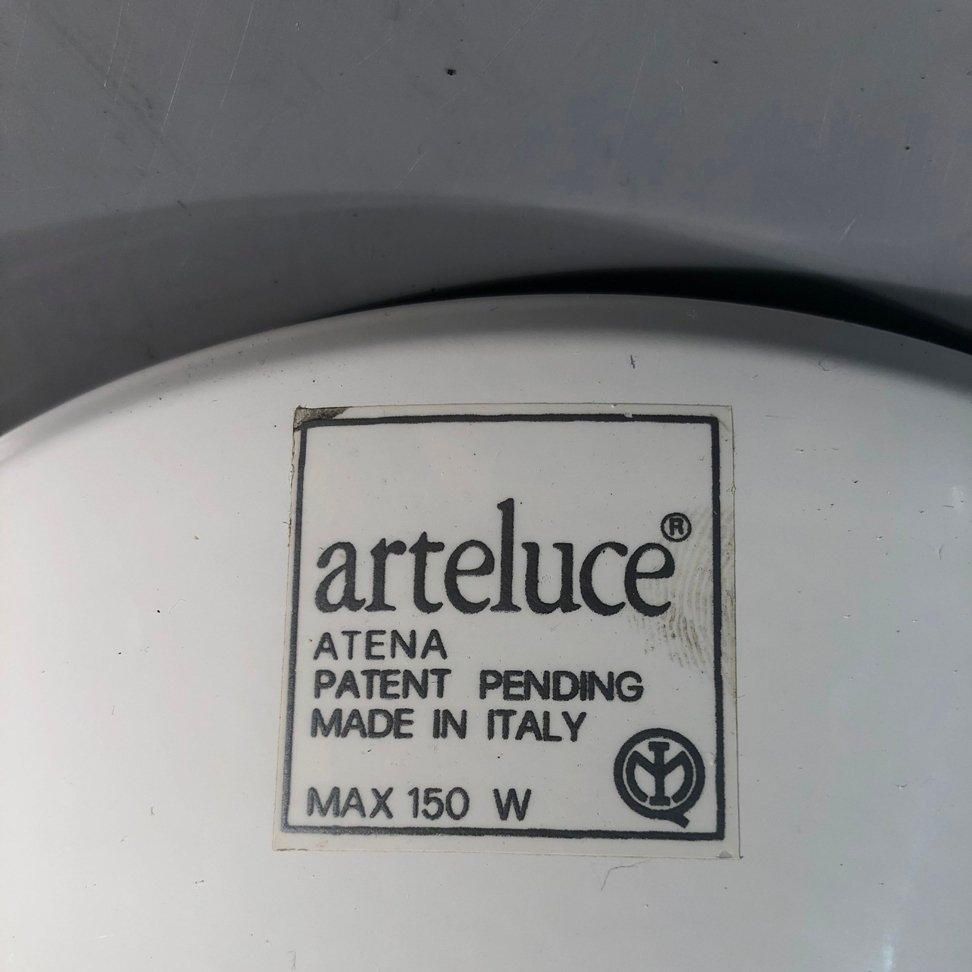 arteluce®
ATENA
PATENT PENDING
MADE IN ITALY
MAX 150 W